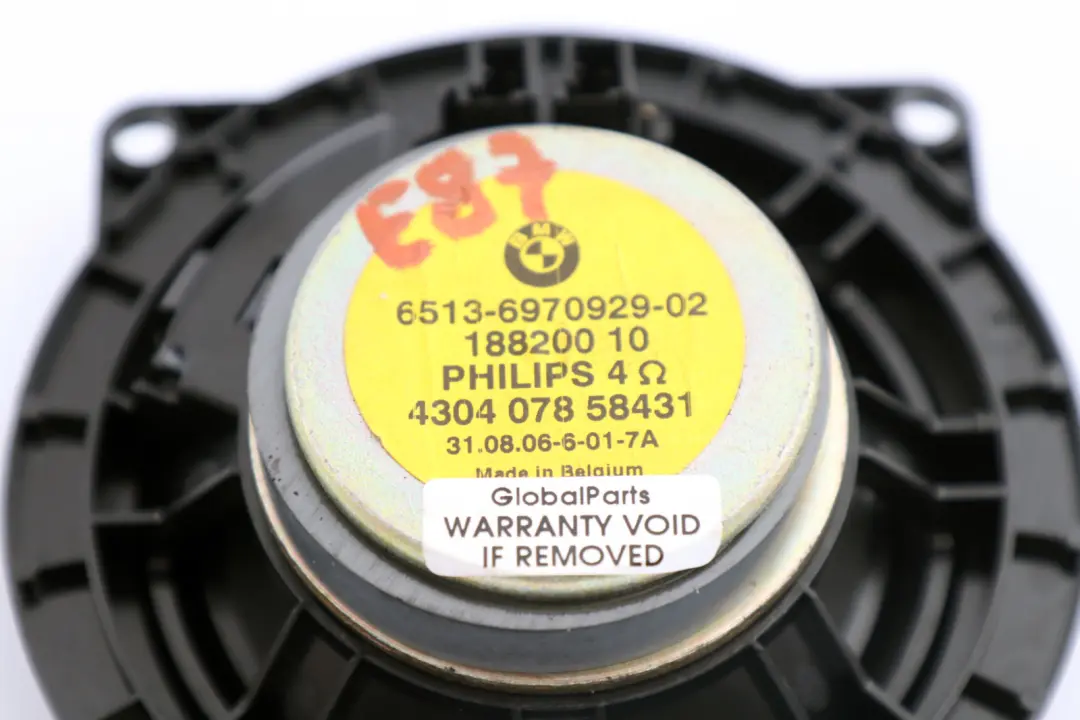 E87
BMW
6513-6970929-02
188200 10
PHILIPS 4 Ω
4304 078 58431
31.08.06-6-01-7A
Made in Belgium
GlobalParts
WARRANTY VOID
IF REMOVED